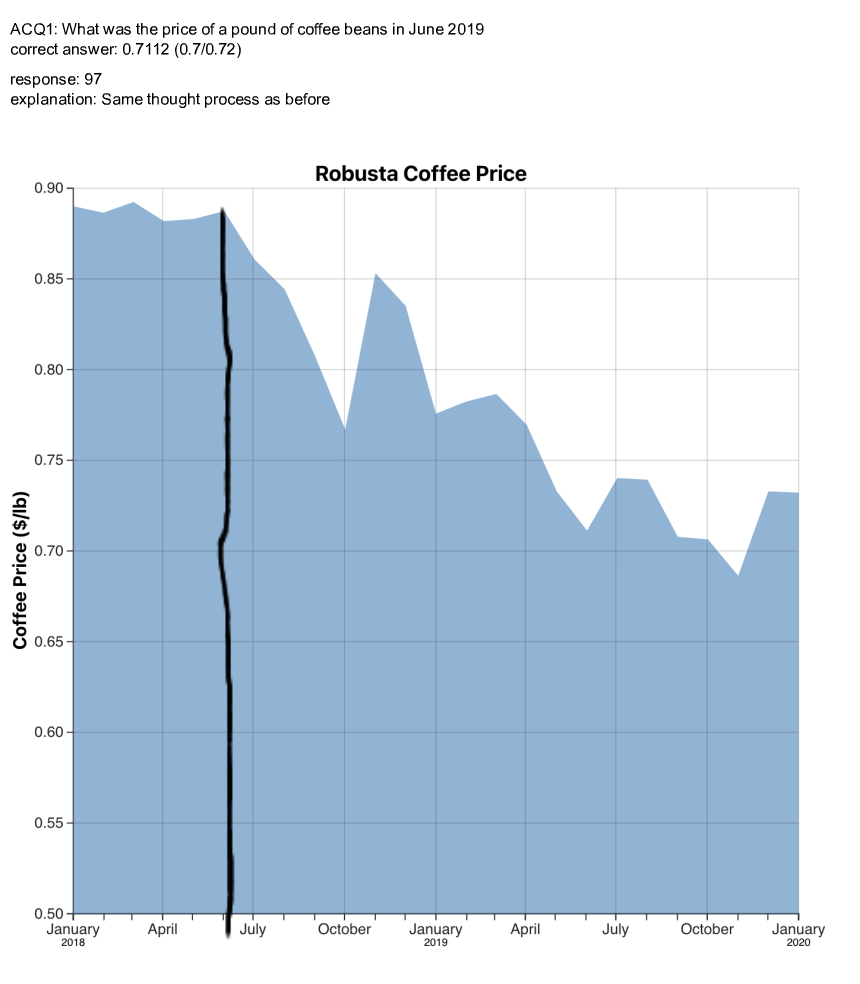 ACQ1: What was the price of a pound of coffee beans in June 2019
correct answer: 0.7112 (0.7/0.72)
response: 97
explanation: Same thought process as before
Robusta Coffee Price
Coffee Price ($/lb)
0.90
0.85
0.80
0.75
0.70
0.65
0.60
0.55
0.50
January April July October January April July October January
2018 2019 2020